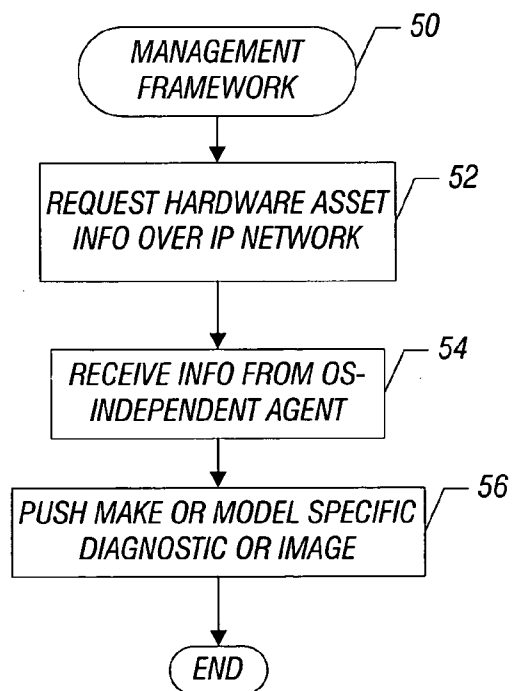 50
MANAGEMENT
FRAMEWORK
52
REQUEST HARDWARE ASSET
INFO OVER IP NETWORK
54
RECEIVE INFO FROM OS-
INDEPENDENT AGENT
56
PUSH MAKE OR MODEL SPECIFIC
DIAGNOSTIC OR IMAGE
END